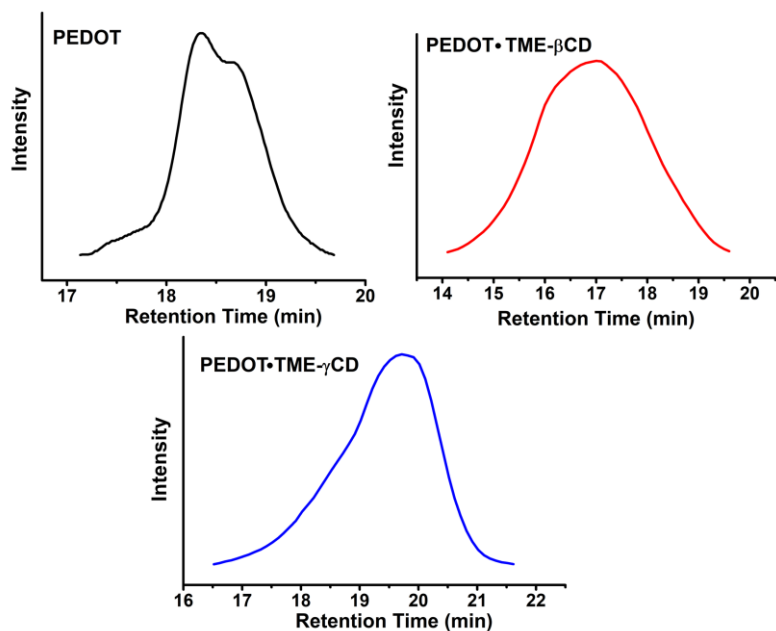 PEDOT
Intensity
17 18 19 20
Retention Time (min)
PEDOT•TME-βCD
Intensity
14 15 16 17 18 19 20
Retention Time (min)
PEDOT•TME-γCD
Intensity
16 17 18 19 20 21 22
Retention Time (min)